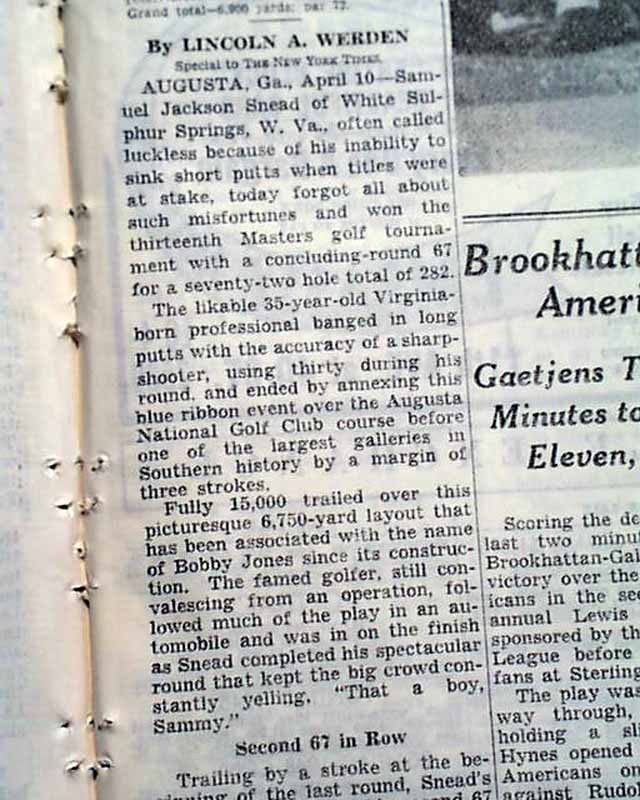 Grand total—6,900 yards; par 72.
By LINCOLN A. WERDEN
Special to THE NEW YORK TIMES.
AUGUSTA, Ga., April 10—Sam-
uel Jackson Snead of White Sul-
phur Springs, W. Va., often called
luckless because of his inability to
sink short putts when titles were
at stake, today forgot all about
such misfortunes and won the
thirteenth Masters golf tourna-
ment with a concluding-round 67
for a seventy-two hole total of 282.
The likable 35-year-old Virginia-
born professional banged in long
putts with the accuracy of a sharp-
shooter, using thirty during his
round, and ended by annexing this
blue ribbon event over the Augusta
National Golf Club course before
one of the largest galleries in
Southern history by a margin of
three strokes.
Fully 15,000 trailed over this
picturesque 6,750-yard layout that
has been associated with the name
of Bobby Jones since its construc-
tion. The famed golfer, still con-
valescing from an operation, fol-
lowed much of the play in an au-
tomobile and was in on the finish
as Snead completed his spectacular
round that kept the big crowd con-
stantly yelling, "That a boy,
Sammy."
Second 67 in Row
Trailing by a stroke at the be-
of the last round, Snead's
67
Brookhatt
Ameri
Gaetjens T
Minutes to
Eleven,
Scoring the de
last two minut
Brookhattan-Gal
victory over the
icans in the sec
annual Lewis
sponsored by th
League before
fans at Sterling
The play was
way through,
holding a sli
Hynes opened
Americans on
against Rudo